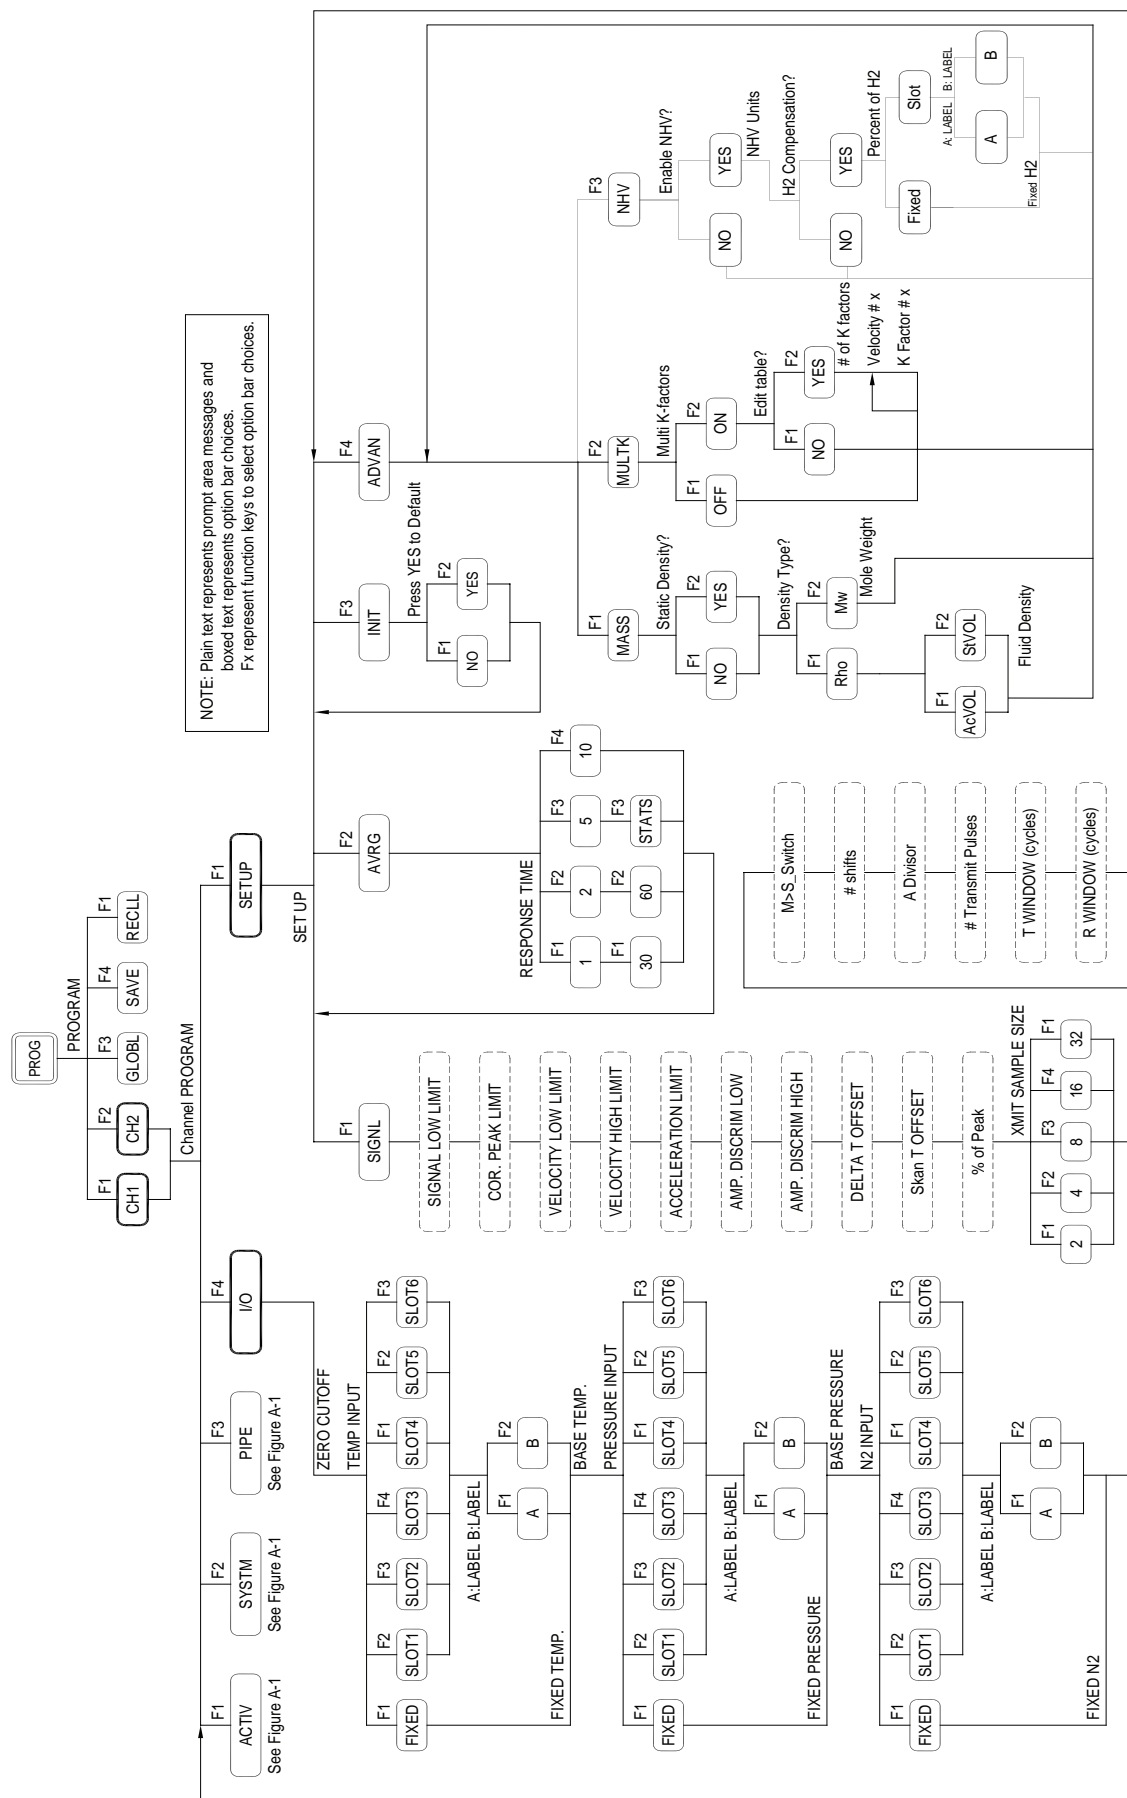 PROG
PROGRAM
F1
CH1
F2
CH2
F3
GLOBL
F4
SAVE
F1
RECLL
Channel PROGRAM
F1
ACTIV
See Figure A-1
F2
SYSTM
See Figure A-1
F3
PIPE
See Figure A-1
F4
I/O
F1
SETUP
NOTE: Plain text represents prompt area messages and
boxed text represents option bar choices.
Fx represent function keys to select option bar choices.
ZERO CUTOFF
TEMP INPUT
F1
FIXED
F2
SLOT1
F3
SLOT2
F4
SLOT3
F1
SLOT4
F2
SLOT5
F3
SLOT6
A:LABEL B:LABEL
F1
A
F2
B
FIXED TEMP.
BASE TEMP.
PRESSURE INPUT
F1
FIXED
F2
SLOT1
F3
SLOT2
F4
SLOT3
F1
SLOT4
F2
SLOT5
F3
SLOT6
A:LABEL B:LABEL
F1
A
F2
B
FIXED PRESSURE
BASE PRESSURE
N2 INPUT
F1
FIXED
F2
SLOT1
F3
SLOT2
F4
SLOT3
F1
SLOT4
F2
SLOT5
F3
SLOT6
A:LABEL B:LABEL
F1
A
F2
B
FIXED N2
SET UP
F1
SIGNL
SIGNAL LOW LIMIT
COR. PEAK LIMIT
VELOCITY LOW LIMIT
VELOCITY HIGH LIMIT
ACCELERATION LIMIT
AMP. DISCRIM LOW
AMP. DISCRIM HIGH
DELTA T OFFSET
Skan T OFFSET
% of Peak
XMIT SAMPLE SIZE
F1
2
F2
4
F3
8
F4
16
F1
32
M>S_Switch
# shifts
A Divisor
# Transmit Pulses
T WINDOW (cycles)
R WINDOW (cycles)
F2
AVRG
RESPONSE TIME
F1
1
F2
2
F3
5
F4
10
F1
30
F2
60
F3
STATS
F3
INIT
Press YES to Default
F1
NO
F2
YES
F4
ADVAN
F1
MASS
Static Density?
F1
NO
F2
YES
Density Type?
F1
Rho
F2
Mw
Mole Weight
F1
AcVOL
F2
StVOL
Fluid Density
F2
MULTK
Multi K-factors
F1
OFF
F2
ON
Edit table?
F1
NO
F2
YES
# of K factors
Velocity # x
K Factor # x
F3
NHV
Enable NHV?
NO
YES
NHV Units
H2 Compensation?
NO
YES
Percent of H2
Fixed
Slot
A: LABEL B: LABEL
A
B
Fixed H2